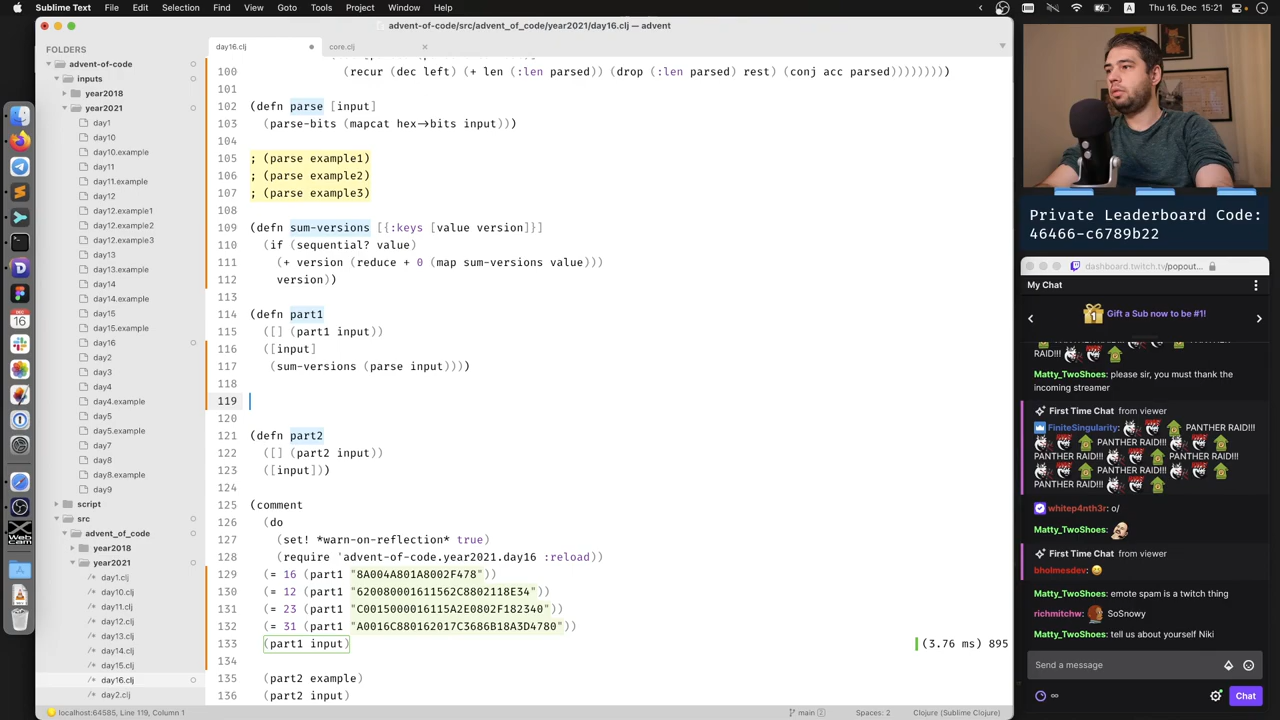 Sublime Text File Edit Selection Find View Goto Tools Project Window Help
Thu 16. Dec 15:21
advent-of-code/src/advent_of_code/year2021/day16.clj — advent
FOLDERS
advent-of-code
inputs
year2018
year2021
day1
day10
day10.example
day11
day11.example
day12
day12.example1
day12.example2
day12.example3
day13
day13.example
day14
day14.example
day15
day15.example
day16
day2
day3
day4
day4.example
day5
day5.example
day7
day8
day8.example
day9
script
src
advent_of_code
year2018
year2021
/* day1.clj
/* day10.clj
/* day11.clj
/* day12.clj
/* day13.clj
/* day14.clj
/* day15.clj
/* day16.clj
/* day2.clj
day16.clj
core.clj
100 (recur (dec left) (+ len (:len parsed)) (drop (:len parsed) rest) (conj acc parsed))))))))
101
102 (defn parse [input]
103 (parse-bits (mapcat hex→bits input)))
104
105 ; (parse example1)
106 ; (parse example2)
107 ; (parse example3)
108
109 (defn sum-versions [{:keys [value version]}]
110 (if (sequential? value)
111 (+ version (reduce + 0 (map sum-versions value)))
112 version))
113
114 (defn part1
115 ([] (part1 input))
116 ([input]
117 (sum-versions (parse input))))
118
119
120
121 (defn part2
122 ([] (part2 input))
123 ([input]))
124
125 (comment
126 (do
127 (set! *warn-on-reflection* true)
128 (require 'advent-of-code.year2021.day16 :reload))
129 (= 16 (part1 "8A004A801A8002F478"))
130 (= 12 (part1 "620080001611562C8802118E34"))
131 (= 23 (part1 "C0015000016115A2E0802F182340"))
132 (= 31 (part1 "A0016C880162017C3686B18A3D4780"))
133 (part1 input) (3.76 ms) 895
134
135 (part2 example)
136 (part2 input)
localhost:64585, Line 119, Column 1
main 2
Spaces: 2
Clojure (Sublime Clojure)
DEC
16
Private Leaderboard Code:
46466-c6789b22
dashboard.twitch.tv/popout...
My Chat
Gift a Sub now to be #1!
RAID!!!
PANTHER
RAID!!!
Matty_TwoShoes: please sir, you must thank the
incoming streamer
First Time Chat from viewer
FiniteSingularity: PANTHER RAID!!!
PANTHER RAID!!!
PANTHER RAID!!!
PANTHER RAID!!!
PANTHER RAID!!!
PANTHER RAID!!!
whitep4nth3r: o/
Matty_TwoShoes:
First Time Chat from viewer
bholmesdev:
Matty_TwoShoes: emote spam is a twitch thing
richmitchw: SoSnowy
Matty_TwoShoes: tell us about yourself Niki
Send a message
∞
Chat